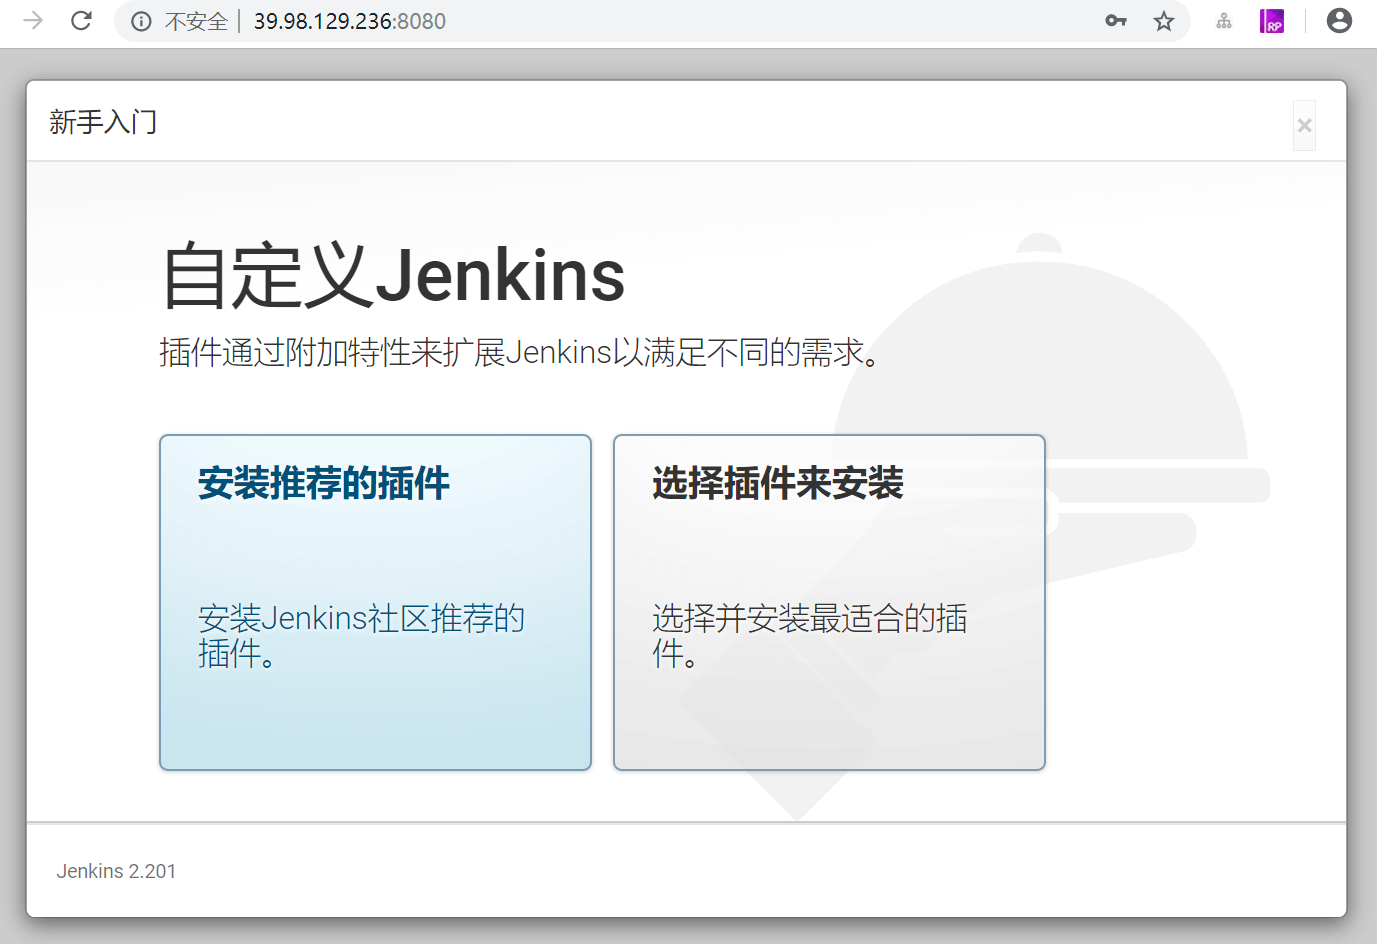 不安全 39.98.129.236:8080
RP
新手入门
×
自定义Jenkins
插件通过附加特性来扩展Jenkins以满足不同的需求。
安装推荐的插件
安装Jenkins社区推荐的
插件。
选择插件来安装
选择并安装最适合的插
件。
Jenkins 2.201